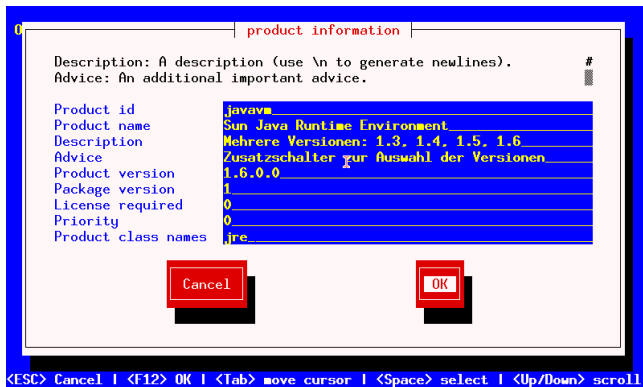 O
product information
Description: A description (use \n to generate newlines). #
Advice: An additional important advice.
Product id javavm
Product name Sun Java Runtime Environment
Description Mehrere Versionen: 1.3, 1.4, 1.5, 1.6
Advice Zusatzschalter zur Auswahl der Versionen
Product version 1.6.0.0
Package version 1
License required 0
Priority 0
Product class names jre
Cancel OK
<ESC> Cancel | <F12> OK | <Tab> move cursor | <Space> select | <Up/Down> scroll